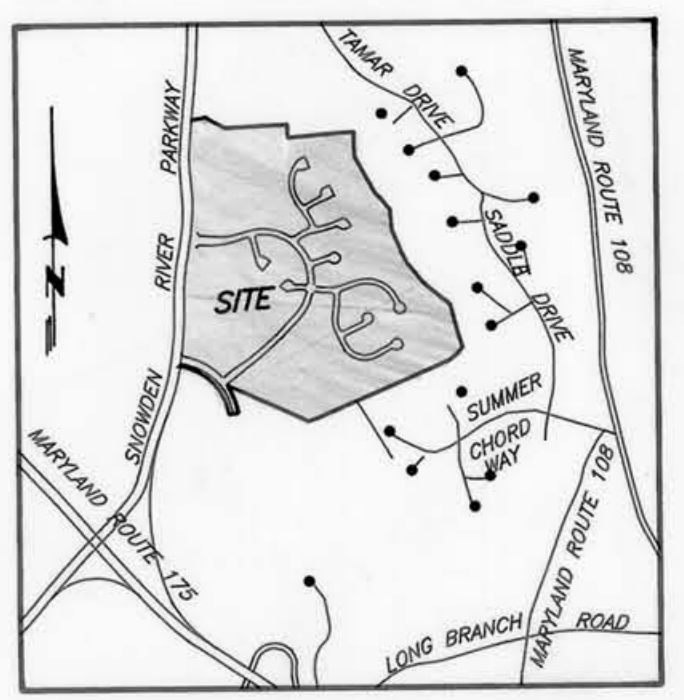 TAMAR DRIVE
MARYLAND ROUTE 108
SNOWDEN RIVER PARKWAY
N
SADDLE DRIVE
SITE
SUMMER
CHORD
WAY
MARYLAND ROUTE 175
MARYLAND ROUTE 108
LONG BRANCH ROAD